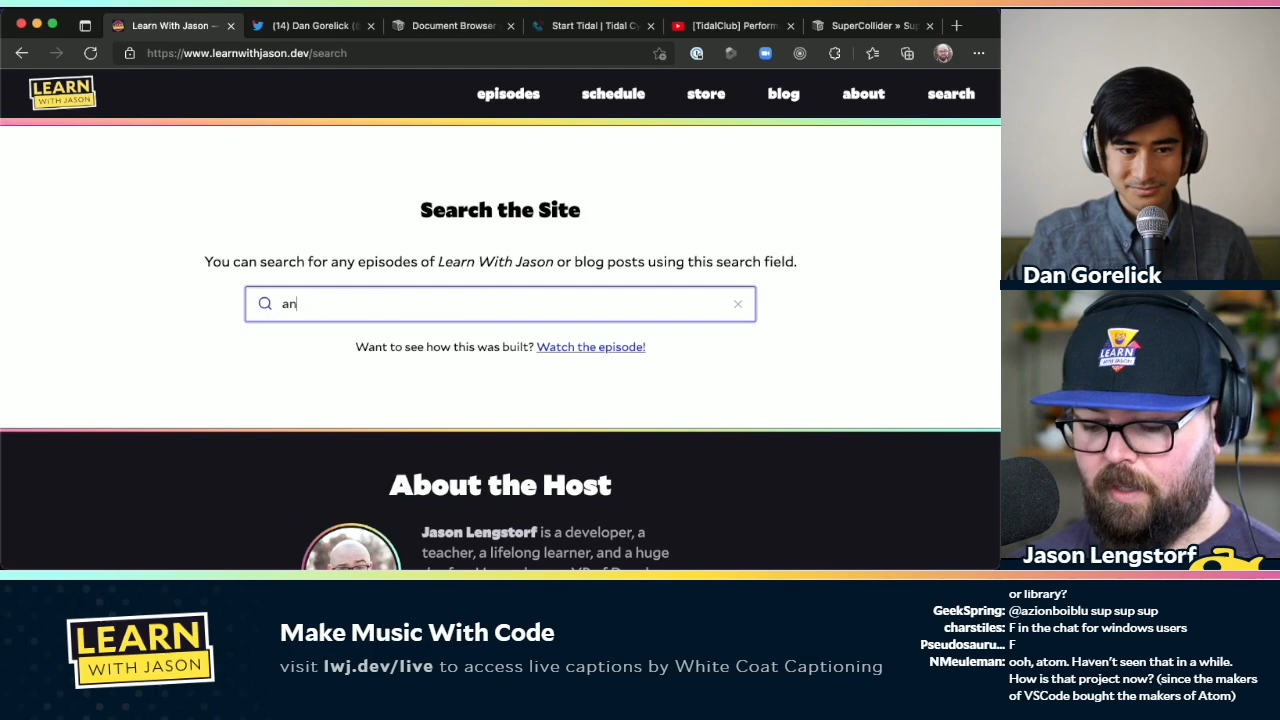 Learn With Jason —
(14) Dan Gorelick (@
Document Browser
Start Tidal | Tidal Cy
[TidalClub] Perform
SuperCollider » Sup
https://www.learnwithjason.dev/search
LEARN
WITH JASON
episodes
schedule
store
blog
about
search
Search the Site
You can search for any episodes of Learn With Jason or blog posts using this search field.
an
Want to see how this was built? Watch the episode!
About the Host
Jason Lengstorf is a developer, a
teacher, a lifelong learner, and a huge
LEARN
WITH JASON
Dan Gorelick
Jason Lengstorf
LEARN
WITH JASON
Make Music With Code
visit lwj.dev/live to access live captions by White Coat Captioning
or library?
GeekSpring: @azionboiblu sup sup sup
charstiles: F in the chat for windows users
Pseudosauru... F
NMeuleman: ooh, atom. Haven't seen that in a while.
How is that project now? (since the makers
of VSCode bought the makers of Atom)